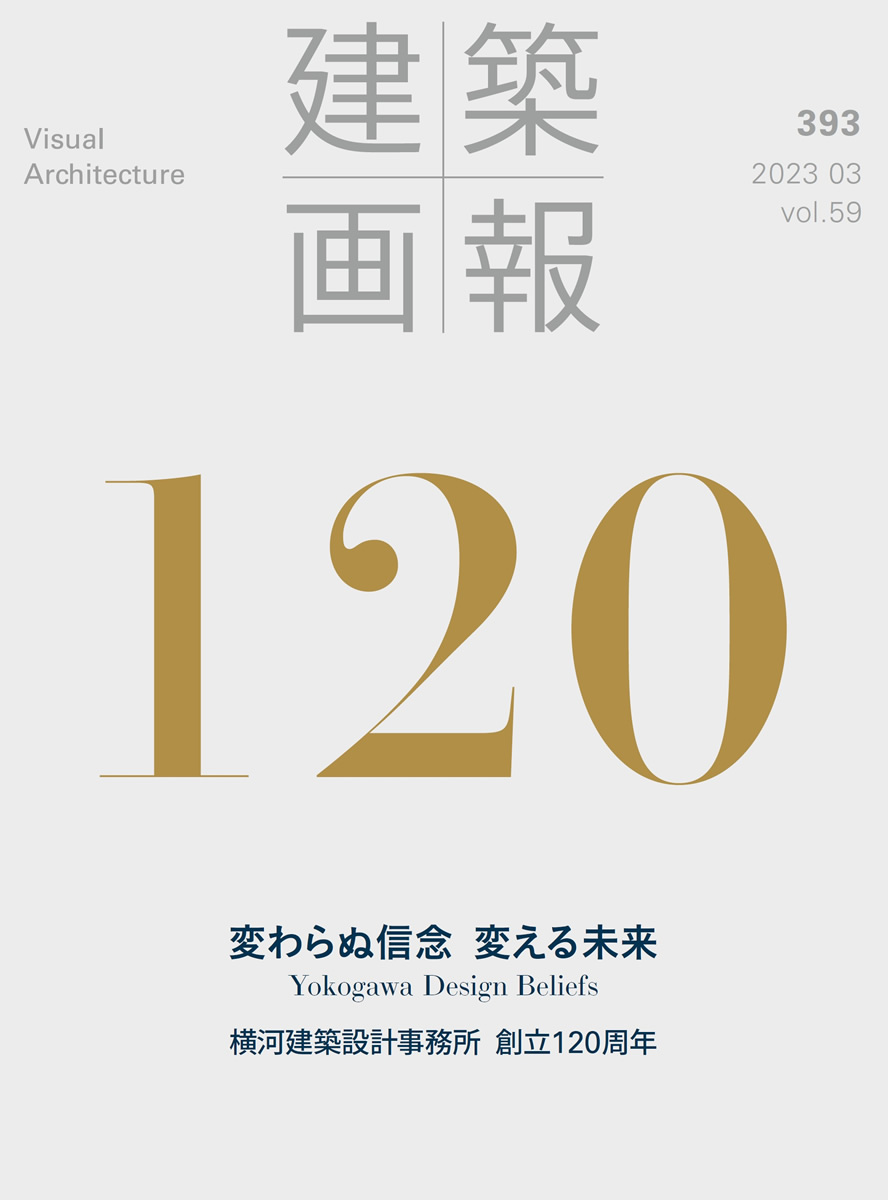 建築
画報
Visual
Architecture
393
2023 03
vol.59
120
変わらぬ信念 変える未来
Yokogawa Design Beliefs
横河建築設計事務所 創立120周年